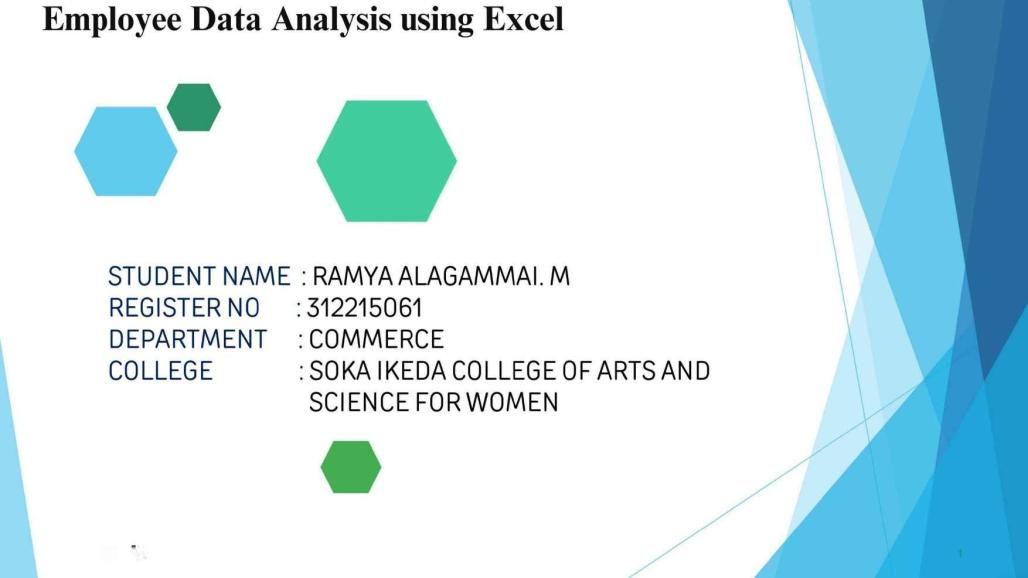 Employee Data Analysis using Excel
STUDENT NAME : RAMYA ALAGAMMAI. M
REGISTER NO : 312215061
DEPARTMENT : COMMERCE
COLLEGE : SOKA IKEDA COLLEGE OF ARTS AND
SCIENCE FOR WOMEN
1